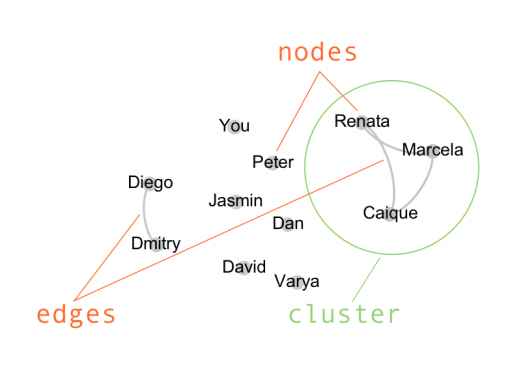 nodes
Renata
You
Marcela
Peter
Diego
Jasmin
Caique
Dan
Dmitry
David
Varya
edges
cluster